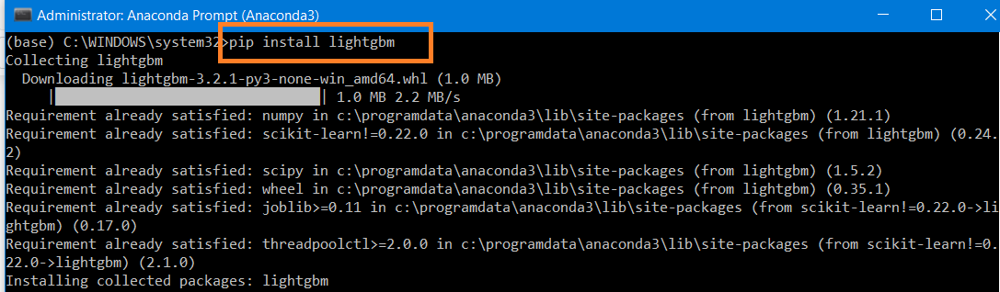 Administrator: Anaconda Prompt (Anaconda3)
(base) C:\WINDOWS\system32>pip install lightgbm
Collecting lightgbm
  Downloading lightgbm-3.2.1-py3-none-win_amd64.whl (1.0 MB)
     |████████████████████████████████| 1.0 MB 2.2 MB/s
Requirement already satisfied: numpy in c:\programdata\anaconda3\lib\site-packages (from lightgbm) (1.21.1)
Requirement already satisfied: scikit-learn!=0.22.0 in c:\programdata\anaconda3\lib\site-packages (from lightgbm) (0.24.
2)
Requirement already satisfied: scipy in c:\programdata\anaconda3\lib\site-packages (from lightgbm) (1.5.2)
Requirement already satisfied: wheel in c:\programdata\anaconda3\lib\site-packages (from lightgbm) (0.35.1)
Requirement already satisfied: joblib>=0.11 in c:\programdata\anaconda3\lib\site-packages (from scikit-learn!=0.22.0->li
ghtgbm) (0.17.0)
Requirement already satisfied: threadpoolctl>=2.0.0 in c:\programdata\anaconda3\lib\site-packages (from scikit-learn!=0.
22.0->lightgbm) (2.1.0)
Installing collected packages: lightgbm